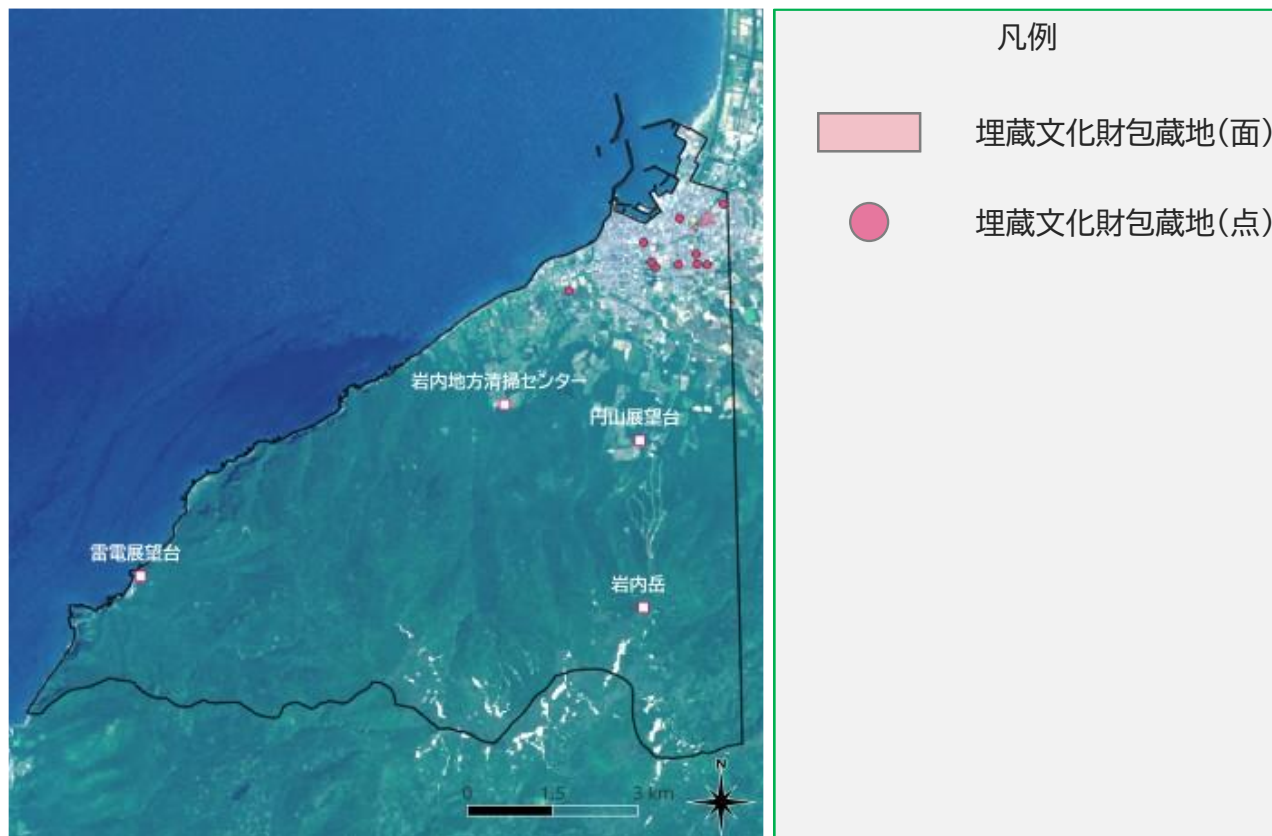 岩内地方清掃センター
円山展望台
雷電展望台
岩内岳
N
0 1.5 3 km
凡例
埋蔵文化財包蔵地(面)
埋蔵文化財包蔵地(点)